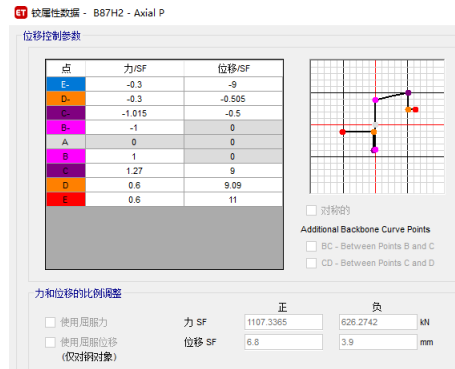 ET 铰属性数据 - B87H2 - Axial P
位移控制参数
点 力/SF 位移/SF
E- -0.3 -9
D- -0.3 -0.505
C- -1.015 -0.5
B- -1 0
A 0 0
B 1 0
C 1.27 9
D 0.6 9.09
E 0.6 11
对称的
Additional Backbone Curve Points
BC - Between Points B and C
CD - Between Points C and D
力和位移的比例调整
正 负
使用屈服力 力 SF 1107.3365 626.2742 kN
使用屈服位移 位移 SF 6.8 3.9 mm
(仅对钢对象)